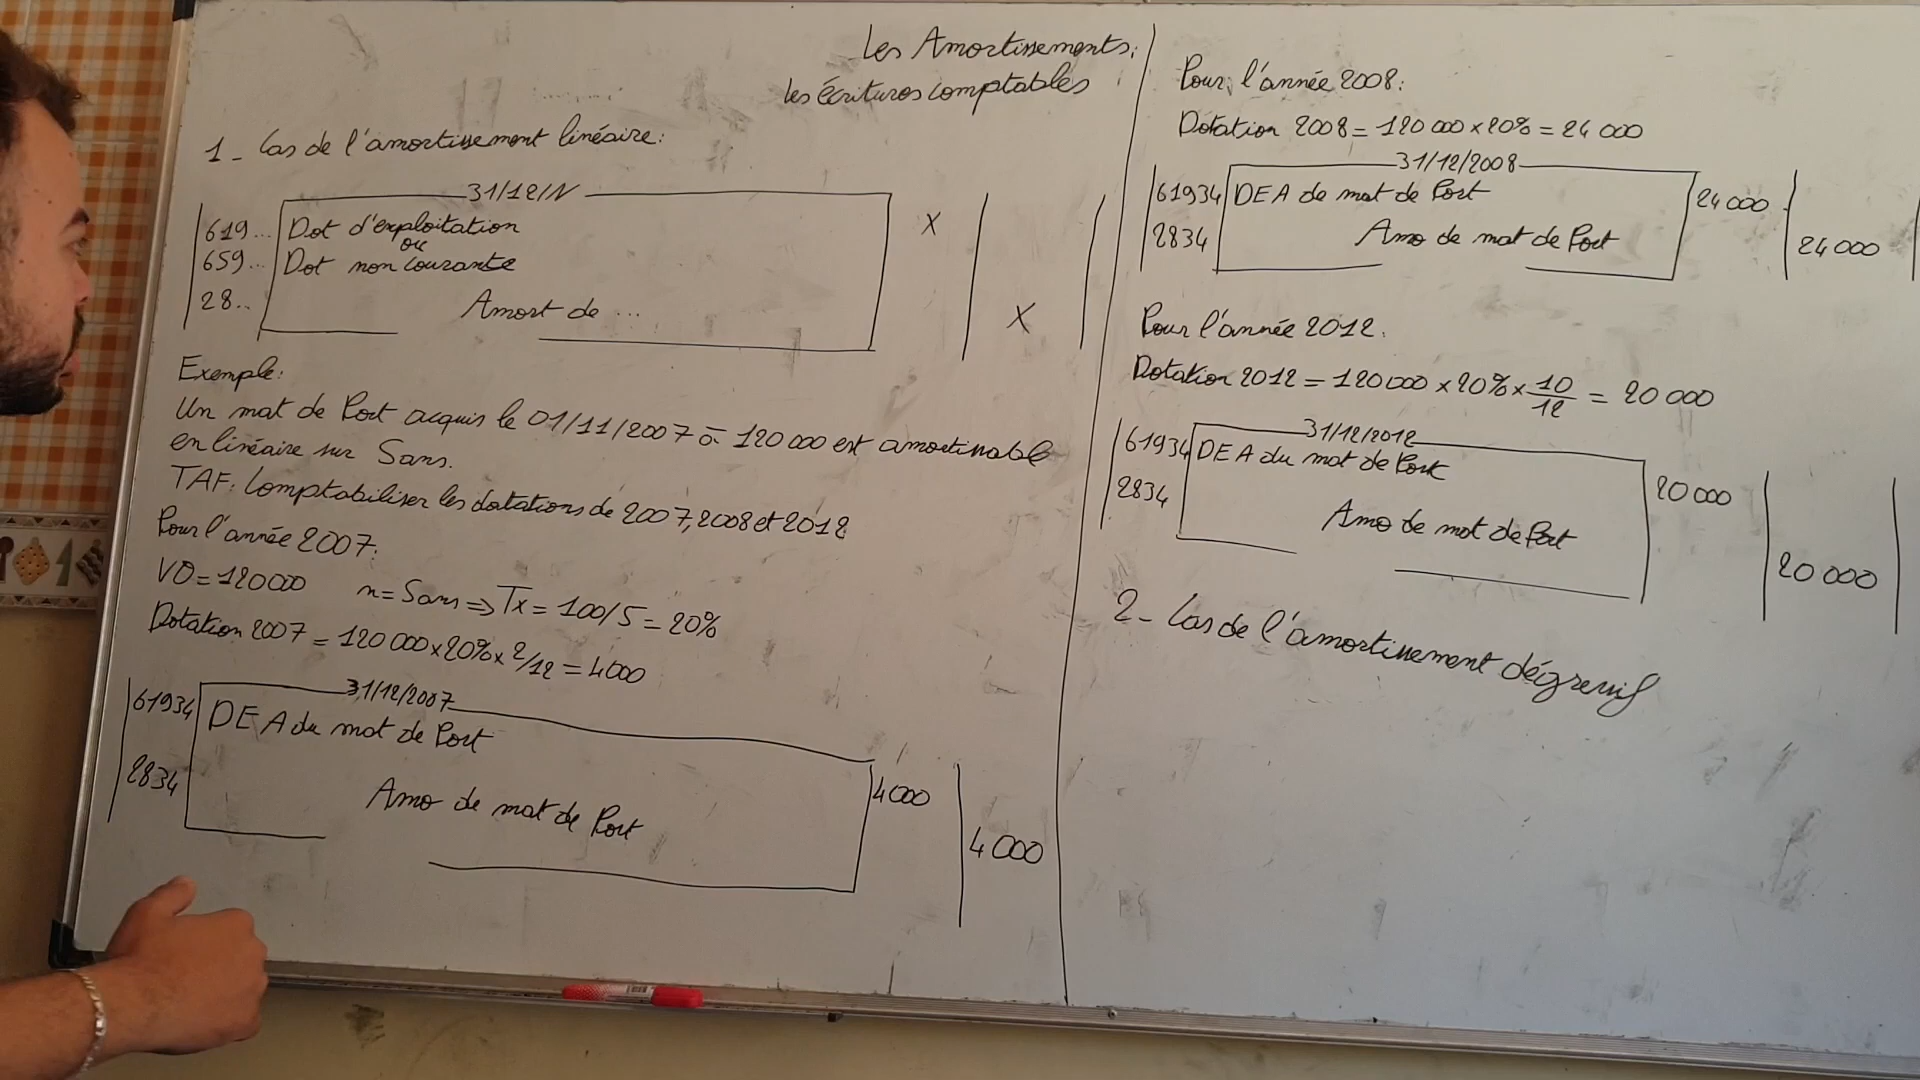 Les Amortissements:
les écritures comptables
1 - Cas de l'amortissement linéaire:
31/12/N
619... Dot d'exploitation X
ou
659... Dot non courante
28... Amort de ... X
Exemple:
Un mat de Port acquis le 01/11/2007 à 120 000 est amortissable
en linéaire sur 5ans.
TAF: Comptabiliser les dotations de 2007, 2008 et 2012
Pour l'année 2007:
VO = 120000 n = 5ans ⇒ Tx = 100/5 = 20%
Dotation 2007 = 120 000 × 20% × 2/12 = 4000
31/12/2007
61934 DEA du mat de Port 4000
2834 Amo de mat de Port 4000
Pour l'année 2008:
Dotation 2008 = 120 000 × 20% = 24 000
31/12/2008
61934 DEA de mat de Port 24 000
2834 Amo de mat de Port 24 000
Pour l'année 2012.
Dotation 2012 = 120 000 × 20% × 10/12 = 20 000
31/12/2012
61934 DEA du mat de Port 20 000
2834 Amo de mat de Port 20 000
2 - Cas de l'amortissement dégressif